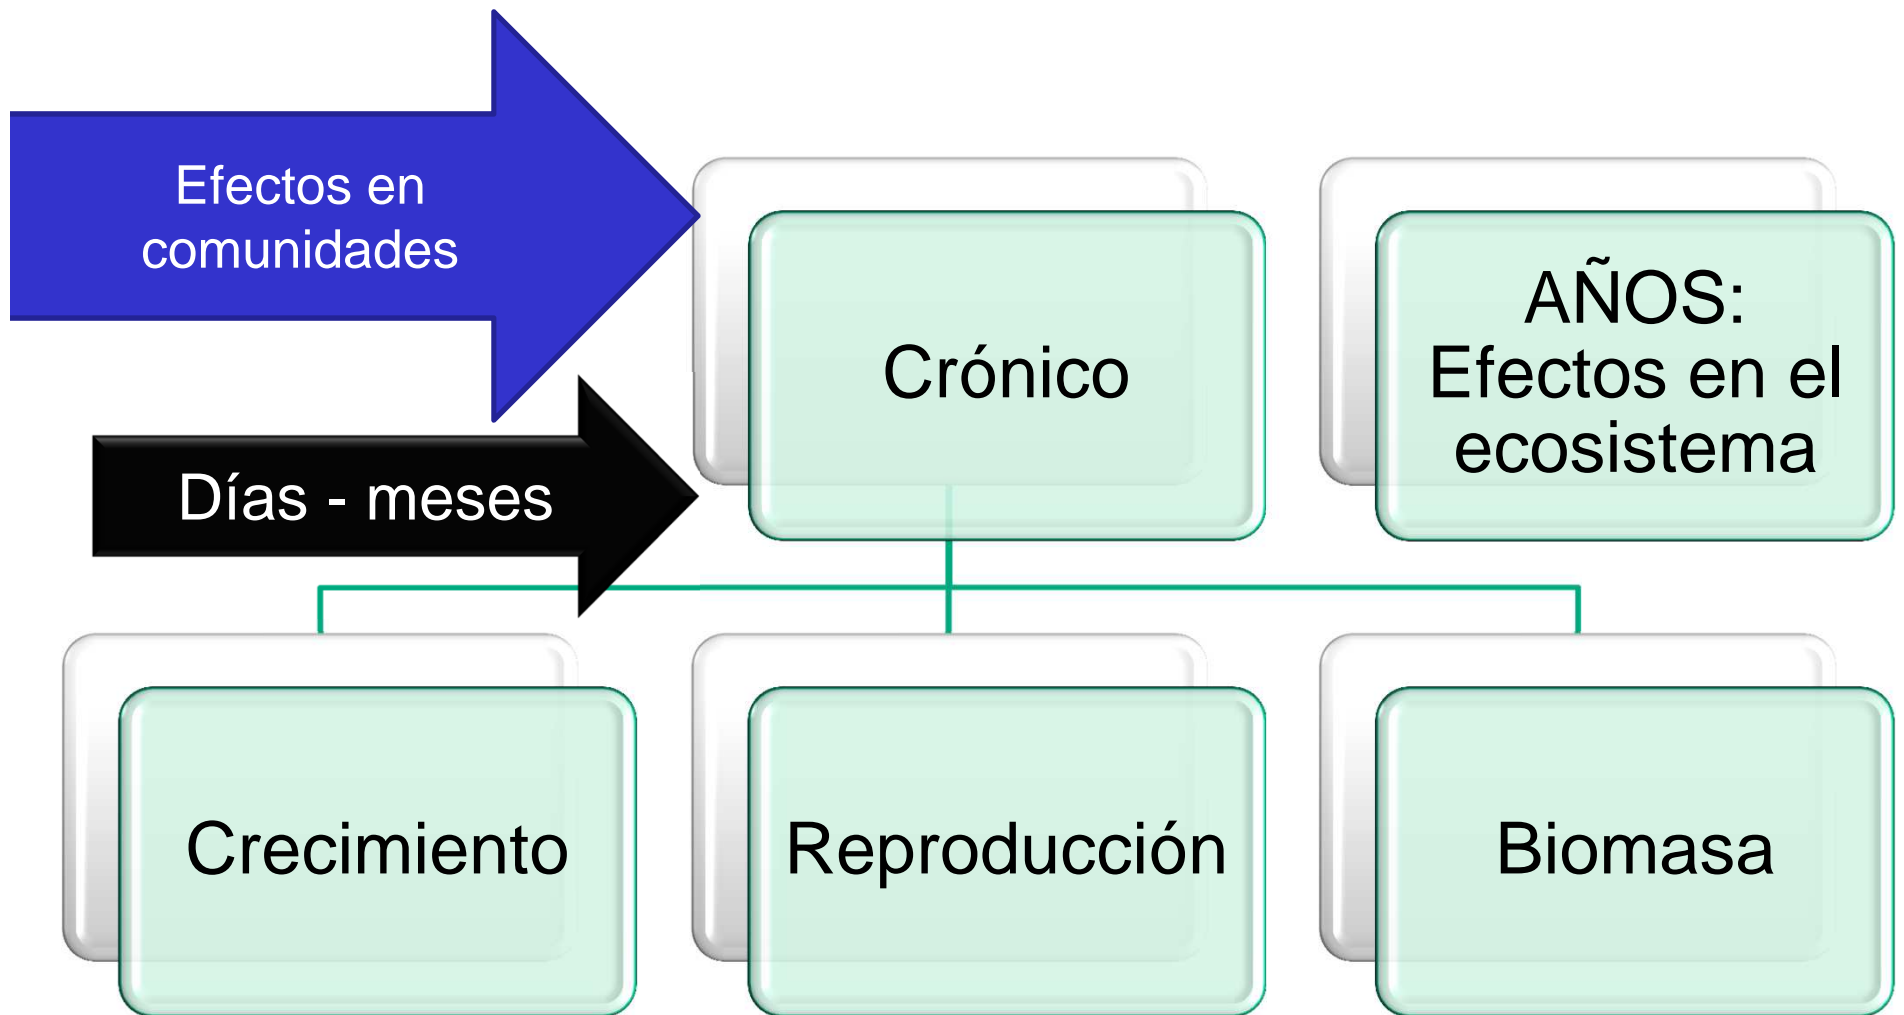 Efectos en
comunidades
Crónico
AÑOS:
Efectos en el
ecosistema
Días - meses
Crecimiento
Reproducción
Biomasa